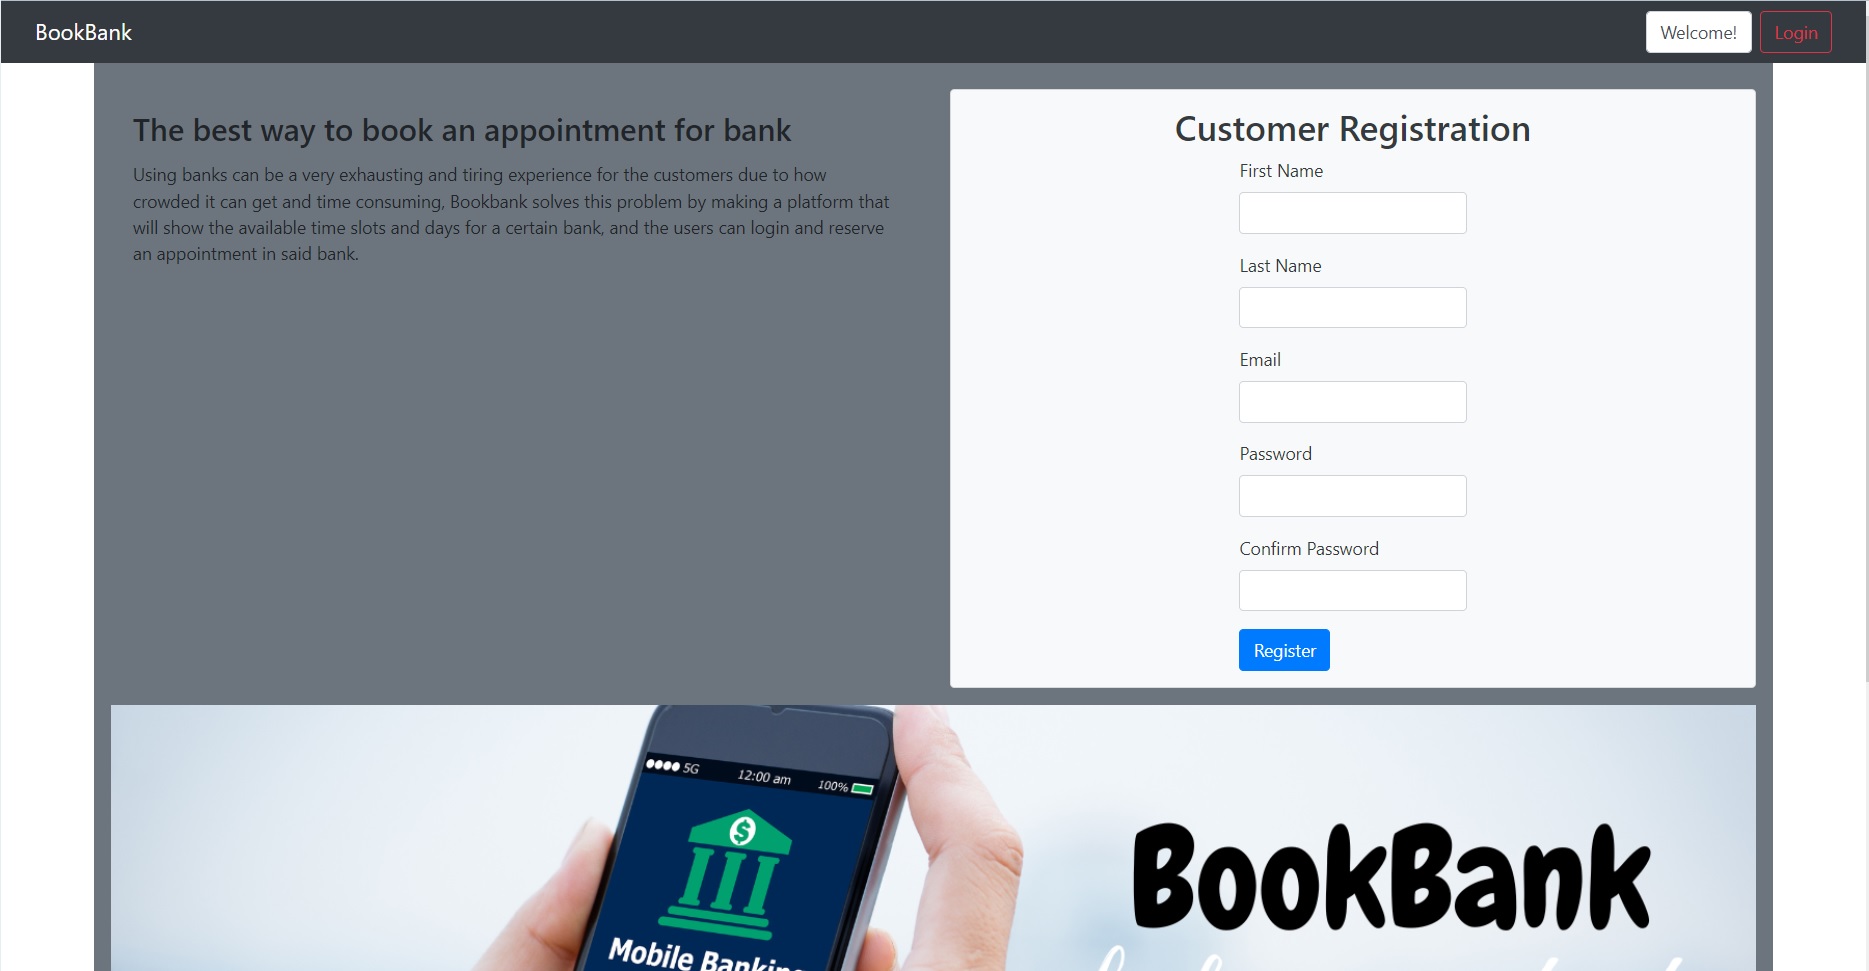 BookBank
Welcome!
Login
The best way to book an appointment for bank
Using banks can be a very exhausting and tiring experience for the customers due to how
crowded it can get and time consuming, Bookbank solves this problem by making a platform that
will show the available time slots and days for a certain bank, and the users can login and reserve
an appointment in said bank.
Customer Registration
First Name
Last Name
Email
Password
Confirm Password
Register
5G
12:00 am
100%
$
Mobile Banking
BookBank